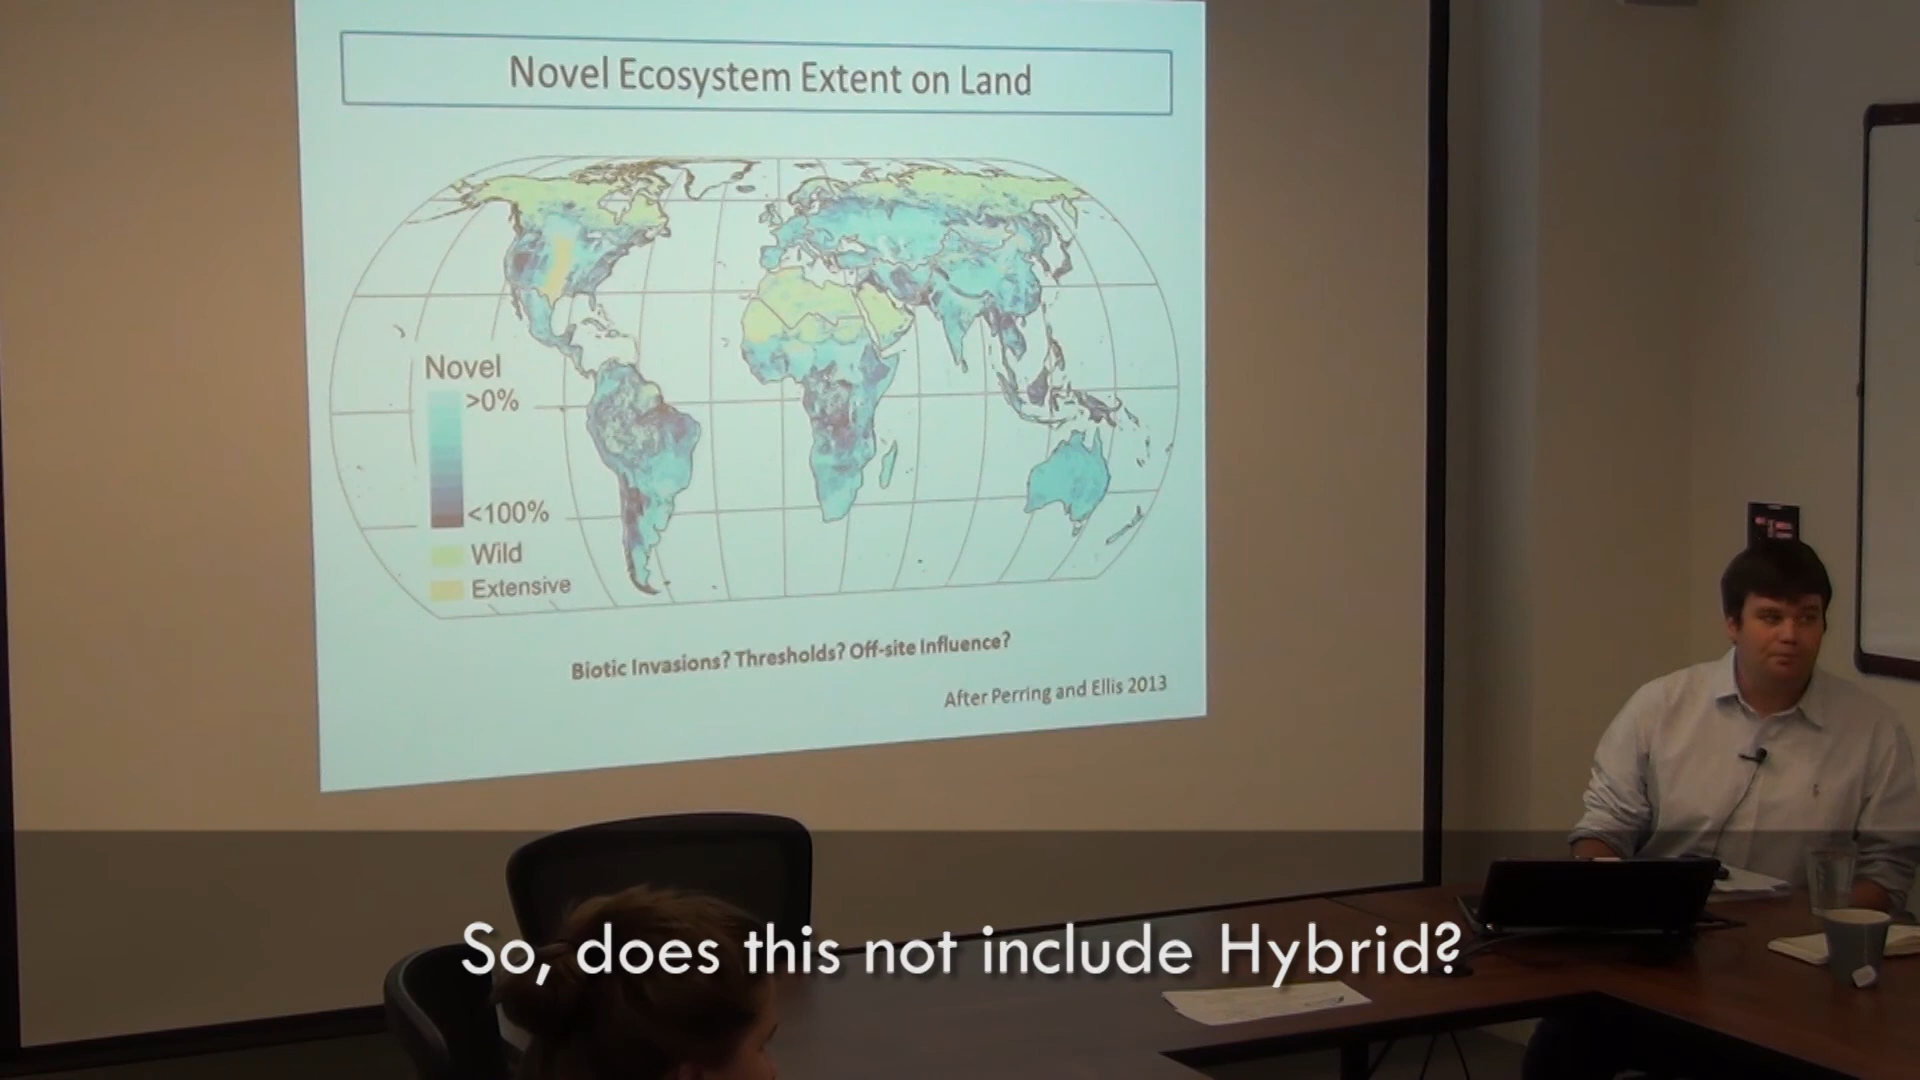 Novel Ecosystem Extent on Land
Novel
>0%
<100%
Wild
Extensive
Biotic Invasions? Thresholds? Off-site Influence?
After Perring and Ellis 2013
So, does this not include Hybrid?